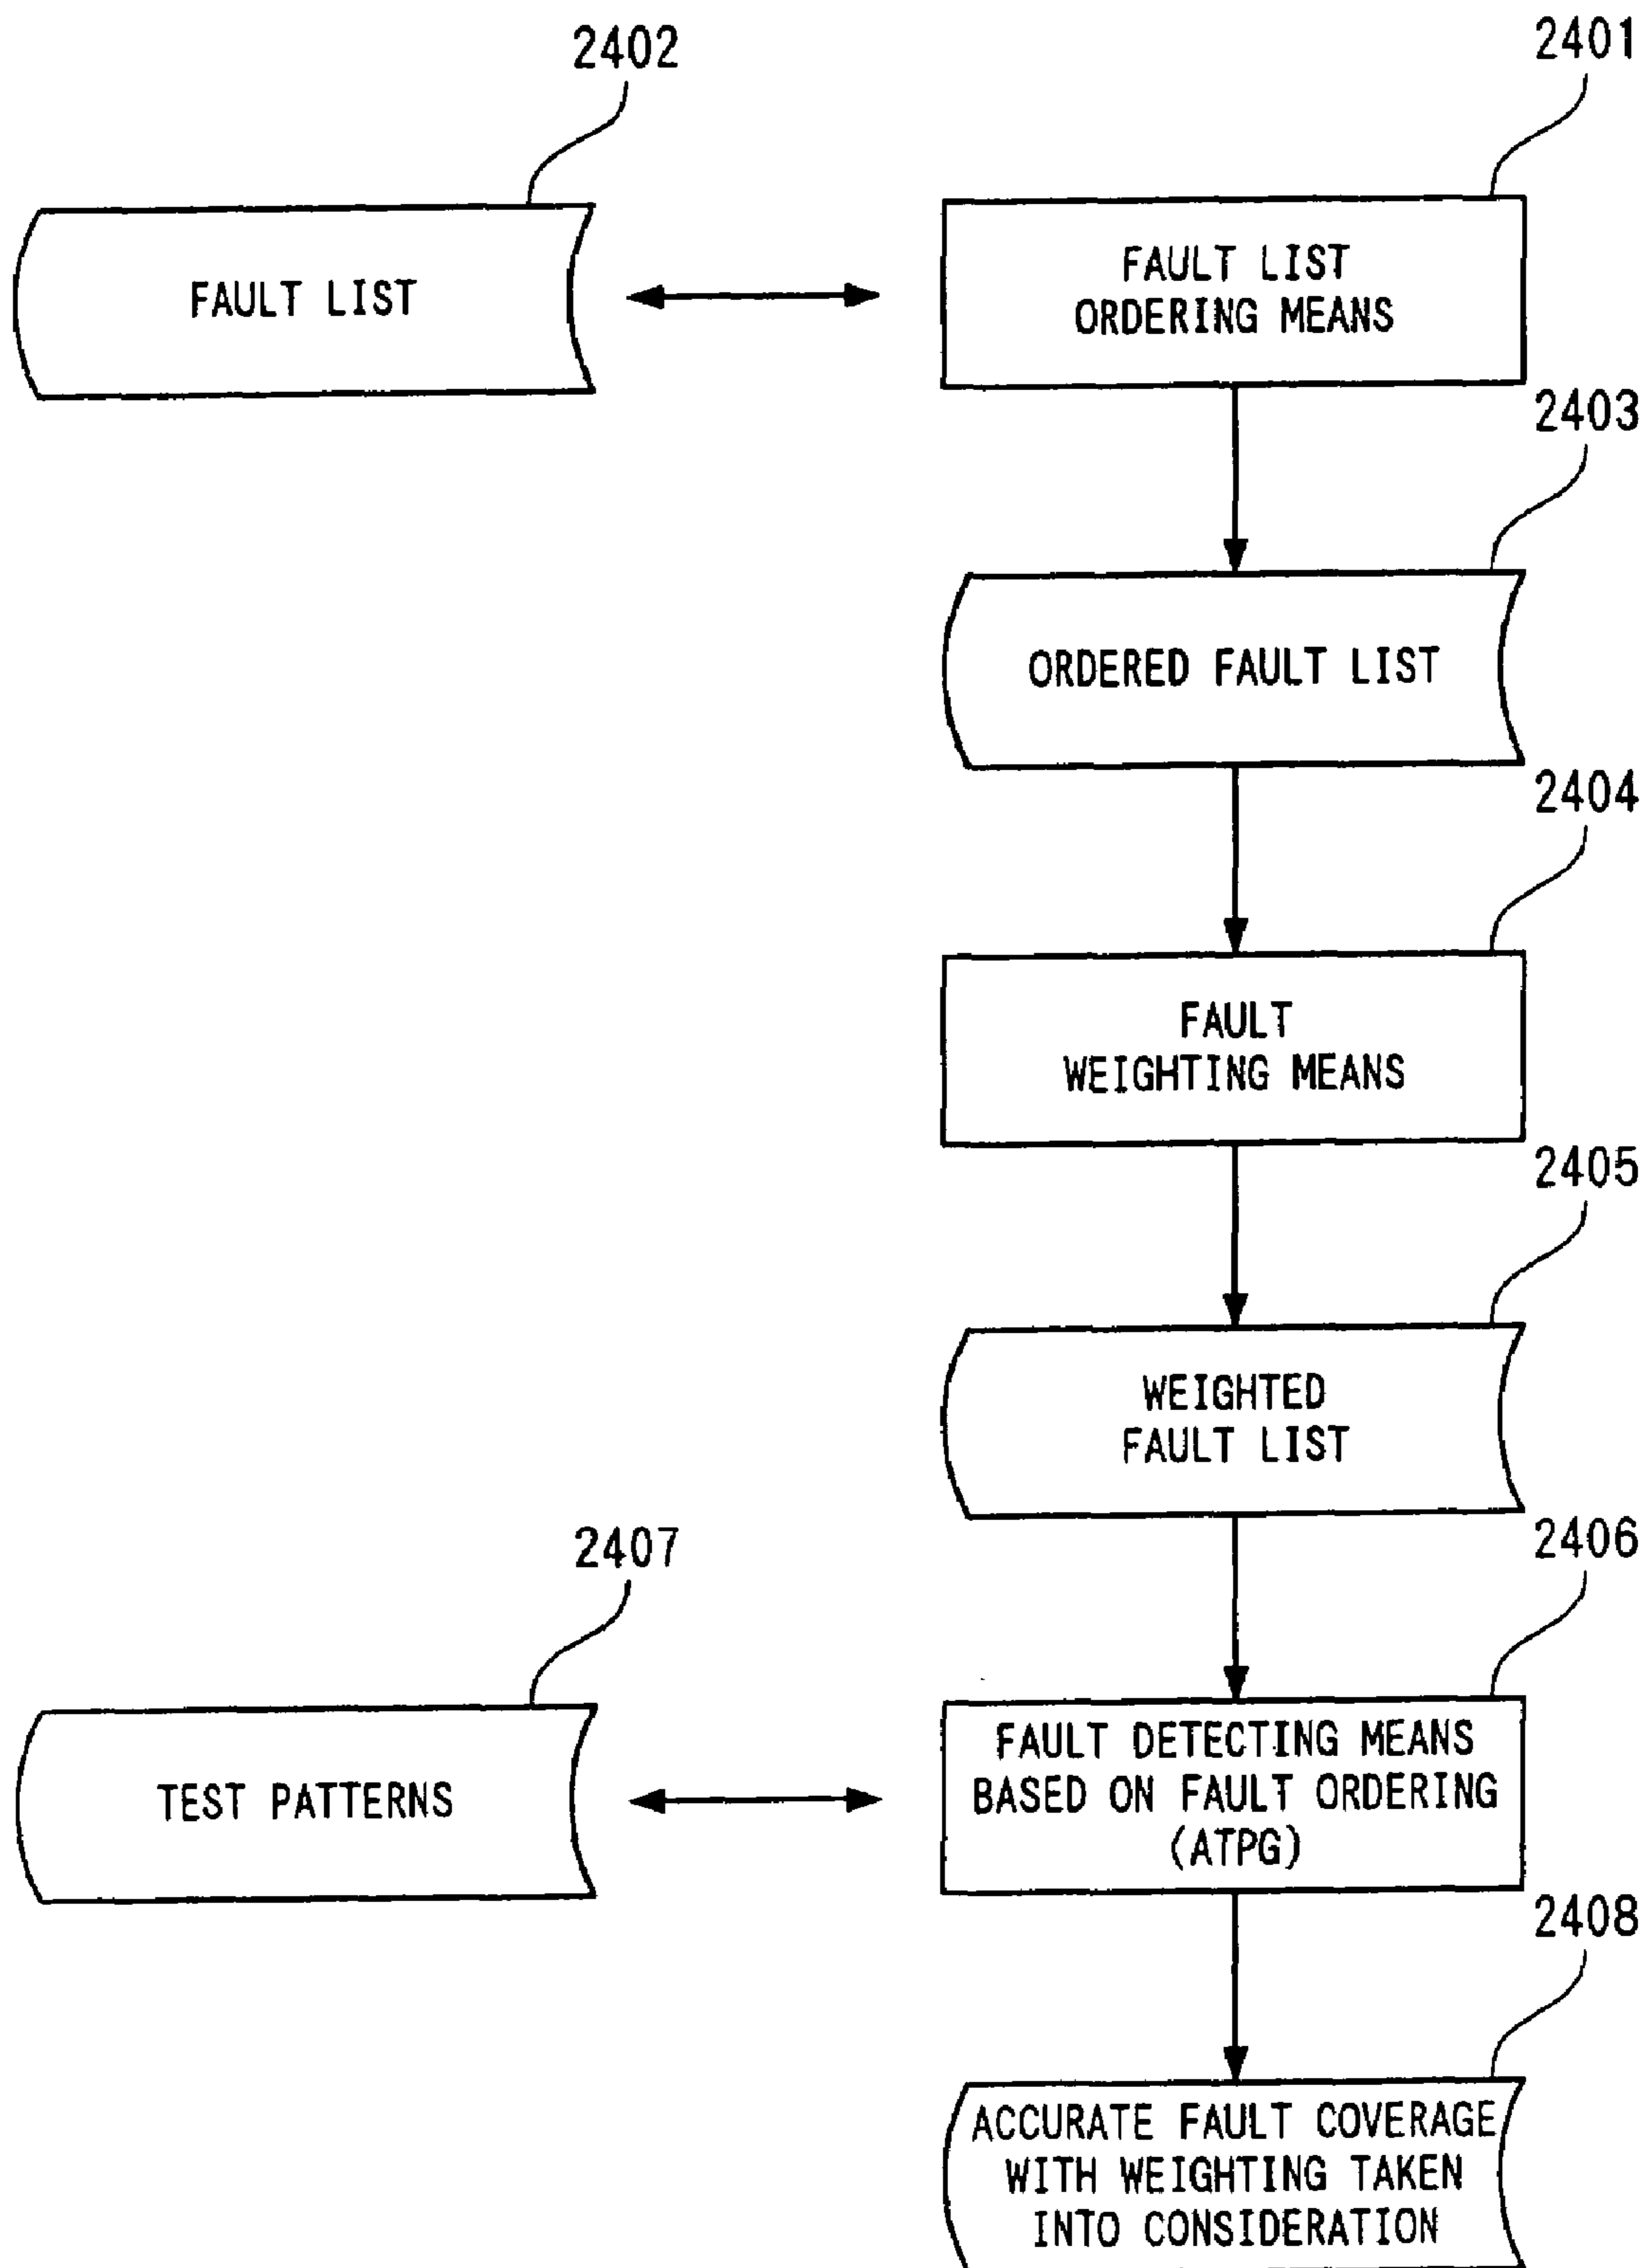 2402
2401
FAULT LIST
FAULT LIST
ORDERING MEANS
2403
ORDERED FAULT LIST
2404
FAULT
WEIGHTING MEANS
2405
WEIGHTED
FAULT LIST
2406
2407
TEST PATTERNS
FAULT DETECTING MEANS
BASED ON FAULT ORDERING
(ATPG)
2408
ACCURATE FAULT COVERAGE
WITH WEIGHTING TAKEN
INTO CONSIDERATION